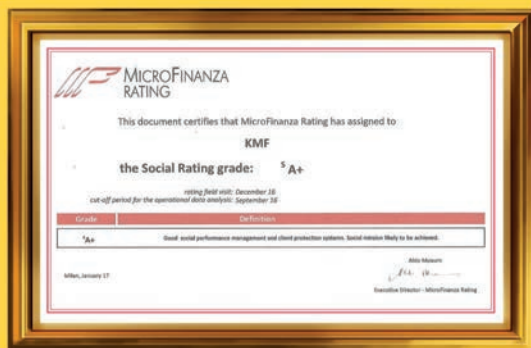 MICROFINANZA
RATING
This document certifies that MicroFinanza Rating has assigned to
KMF
the Social Rating grade: S A+
rating field visit: December 16
cut-off period for the operational data analysis: September 16
Grade Definition
SA+ Good social performance management and client protection systems. Social mission likely to be achieved.
Milan, January 17
Executive Director - MicroFinanza Rating